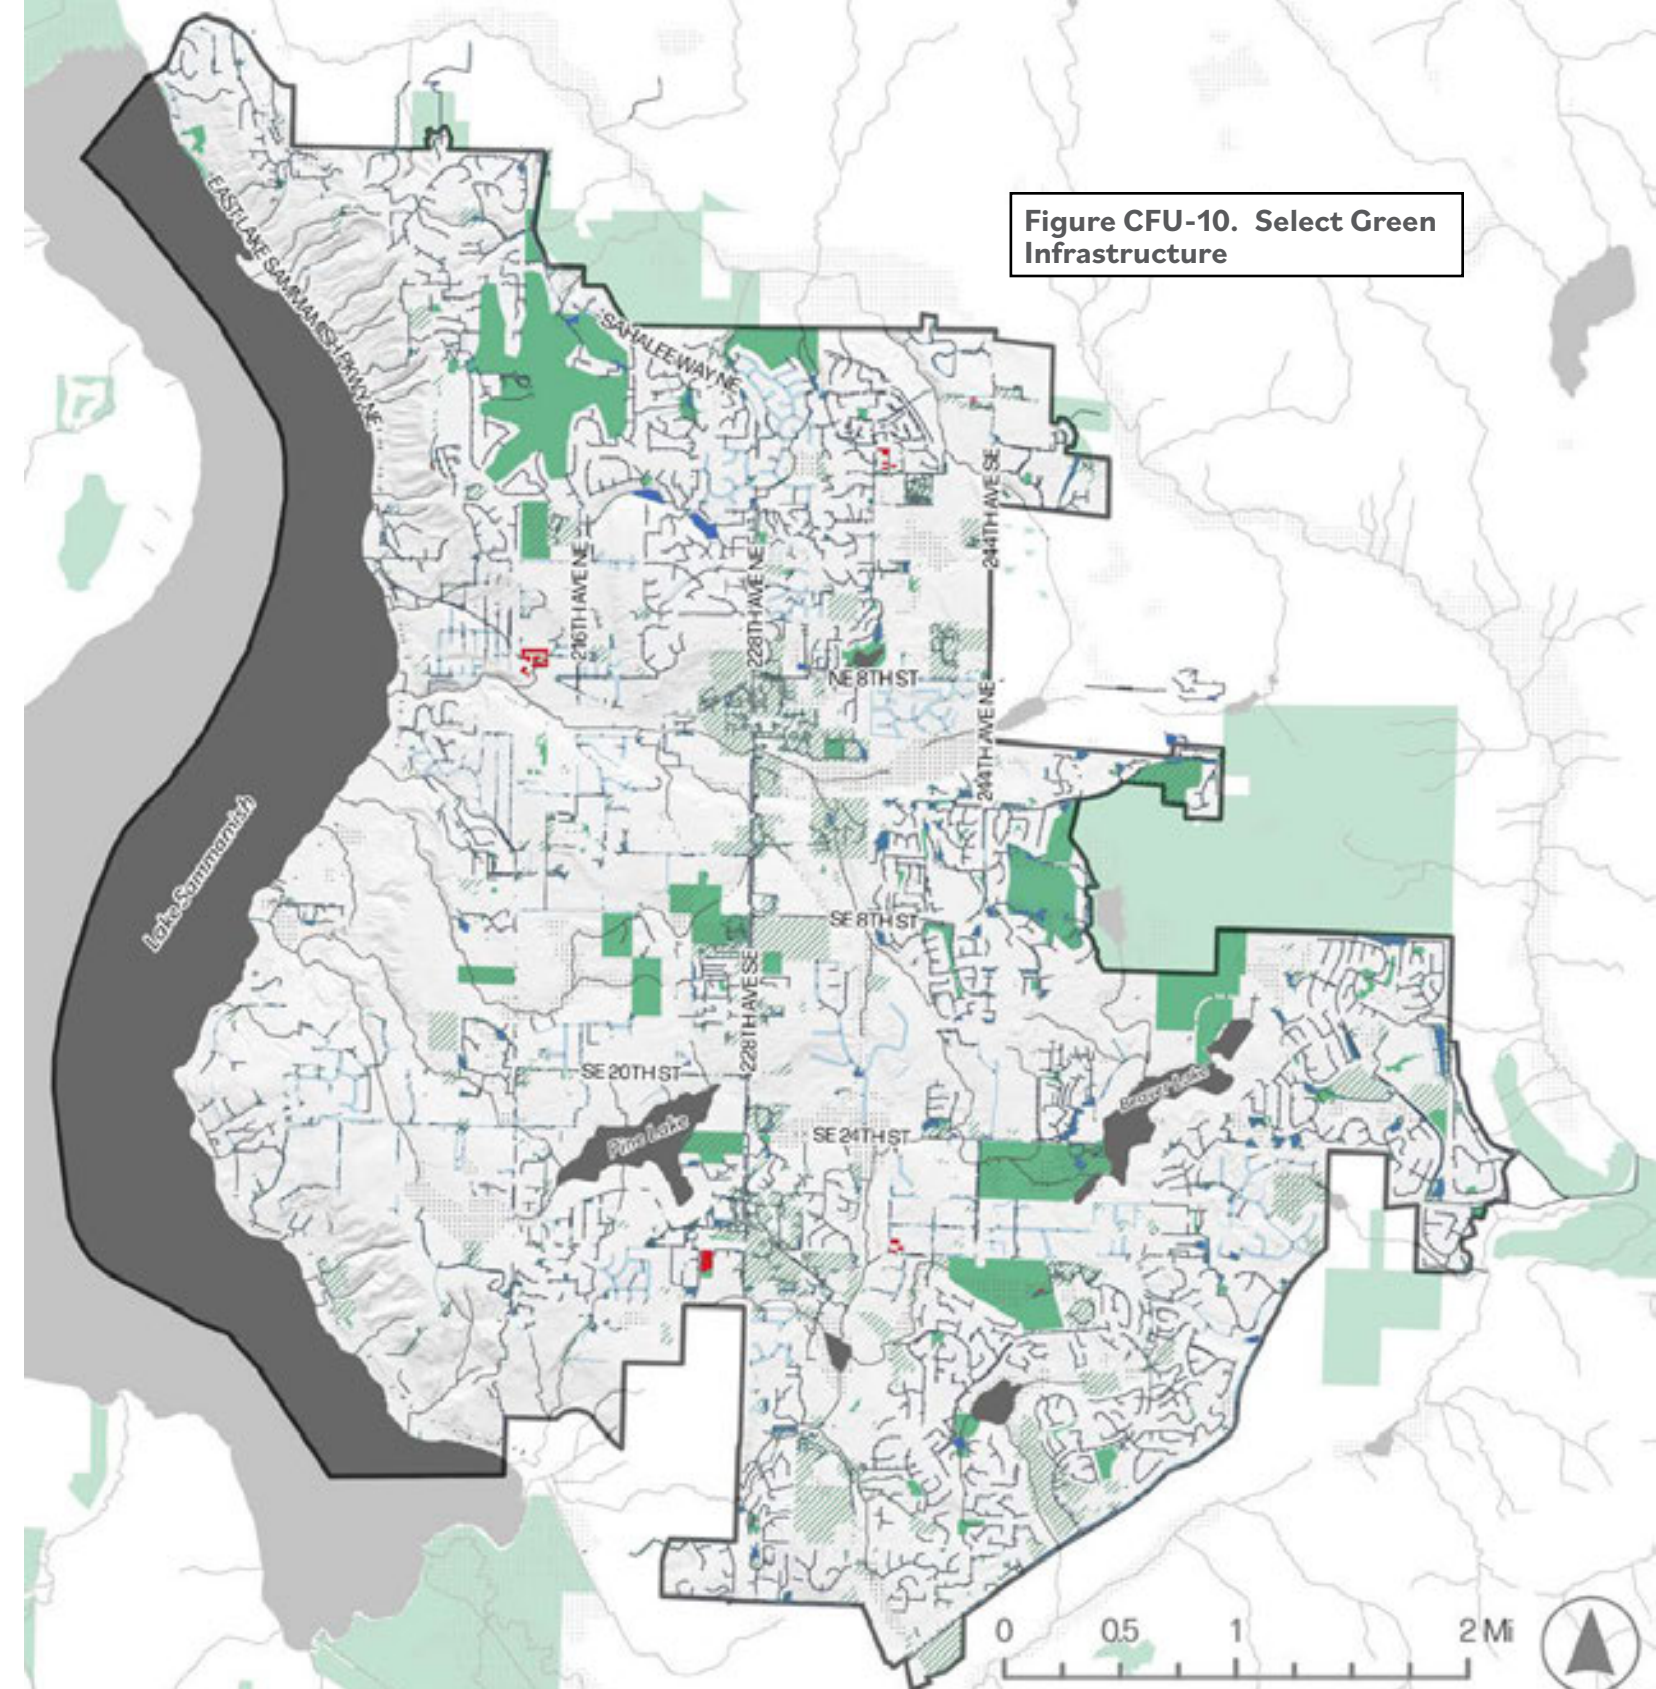 Figure CFU-10. Select Green
Infrastructure
EAST LAKE SAMMAMISH PKWY NE
SAHALEE WAY NE
244TH AVE SE
216TH AVE NE
228TH AVE NE
NE 8TH ST
244TH AVE NE
Lake Sammamish
SE 8TH ST
228TH AVE SE
SE 20TH ST
Beaver Lake
Pine Lake
SE 24TH ST
0 0.5 1 2 Mi